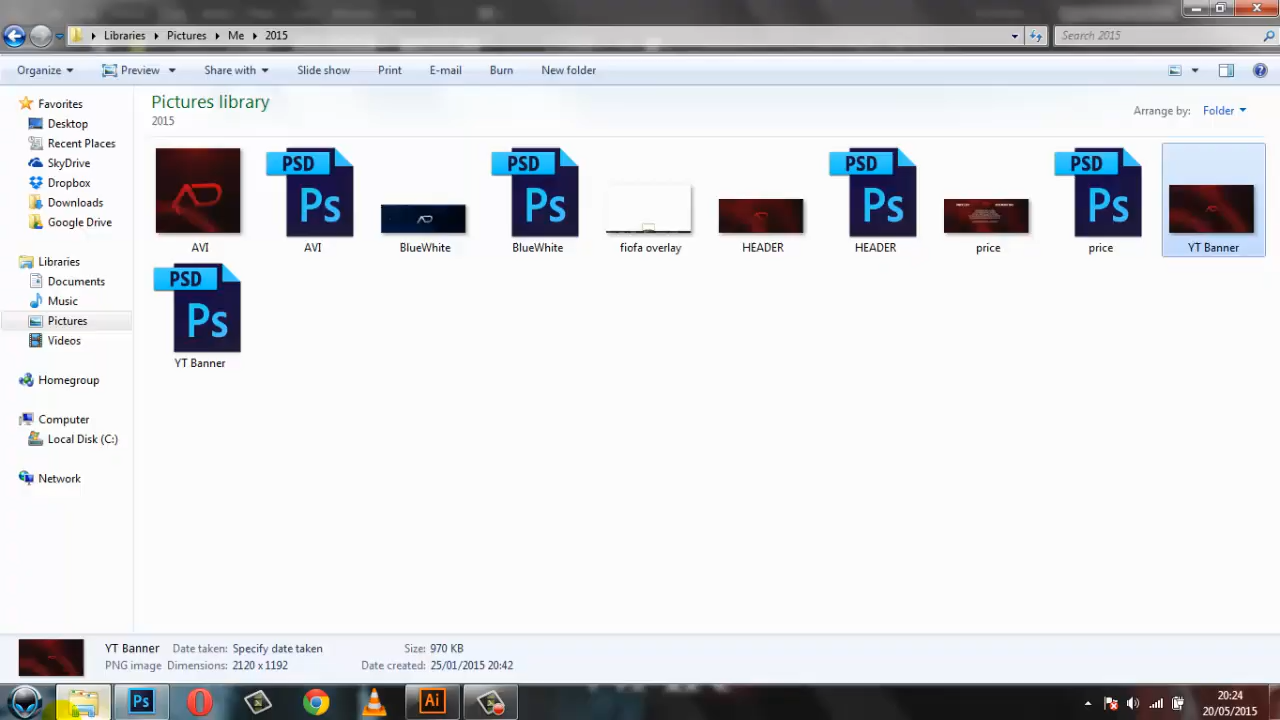 Libraries Pictures Me 2015
Search 2015
Organize Preview Share with Slide show Print E-mail Burn New folder
Favorites
Desktop
Recent Places
SkyDrive
Dropbox
Downloads
Google Drive
Libraries
Documents
Music
Pictures
Videos
Homegroup
Computer
Local Disk (C:)
Network
Pictures library
2015
Arrange by: Folder
PSD PSD PSD PSD
Ps Ps Ps Ps
AVI AVI BlueWhite BlueWhite fiofa overlay HEADER HEADER price price YT Banner
PSD
Ps
YT Banner
YT Banner Date taken: Specify date taken Size: 970 KB
PNG image Dimensions: 2120 x 1192 Date created: 25/01/2015 20:42
Ps Ai
20:24
20/05/2015